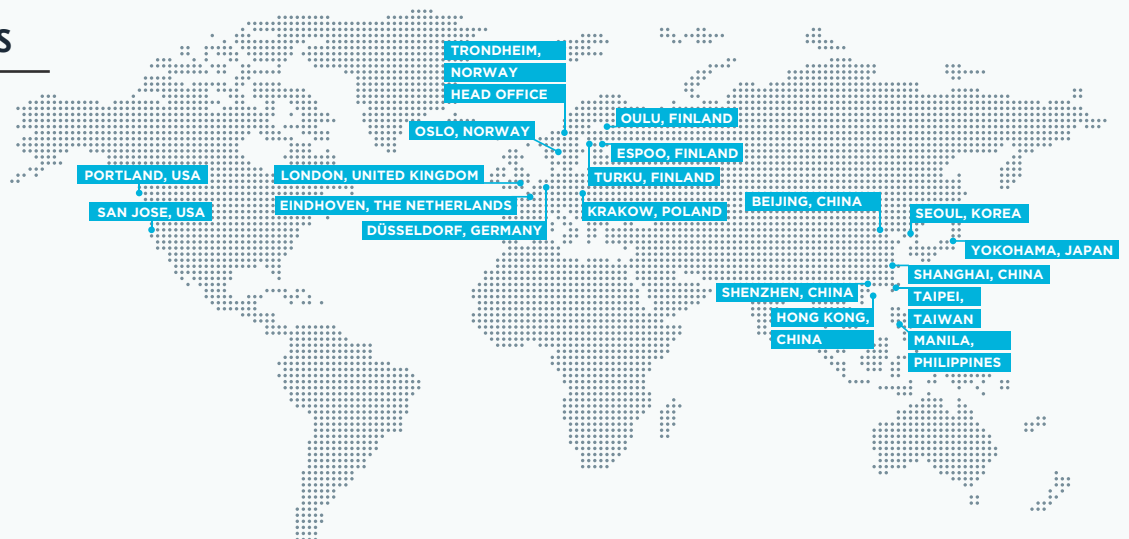 S
TRONDHEIM,
NORWAY
HEAD OFFICE
OULU, FINLAND
OSLO, NORWAY
ESPOO, FINLAND
PORTLAND, USA
LONDON, UNITED KINGDOM
TURKU, FINLAND
EINDHOVEN, THE NETHERLANDS
BEIJING, CHINA
SAN JOSE, USA
KRAKOW, POLAND
SEOUL, KOREA
DÜSSELDORF, GERMANY
YOKOHAMA, JAPAN
SHANGHAI, CHINA
SHENZHEN, CHINA
TAIPEI,
TAIWAN
HONG KONG,
CHINA
MANILA,
PHILIPPINES